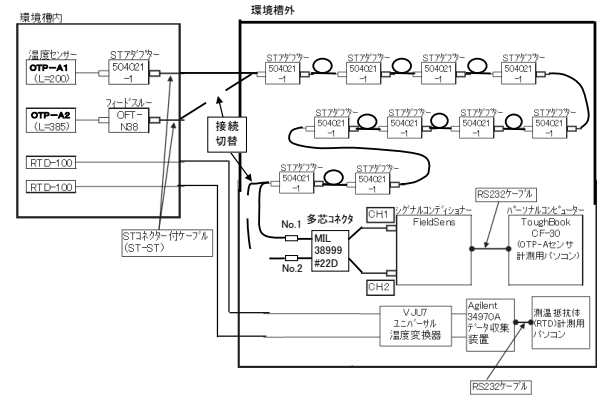 環境槽内
環境槽外
温度センサー
OTP-A1
(L=200)
STアダプター
504021
-1
OTP-A2
(L=385)
フィードスルー
OFT-
N38
RTD-100
RTD-100
STコネクター付ケーブル
(ST-ST)
接続
切替
STアダプター
504021
-1
STアダプター
504021
-1
STアダプター
504021
-1
STアダプター
504021
-1
STアダプター
504021
-1
STアダプター
504021
-1
STアダプター
504021
-1
STアダプター
504021
-1
STアダプター
504021
-1
STアダプター
504021
-1
RS232ケーブル
No.1
No.2
多芯コネクタ
MIL
38999
#22D
CH1
CH2
シグナルコンディショナー
FieldSens
パーソナルコンピューター
ToughBook
CF-30
(OTP-Aセンサ
計測用パソコン)
VJU7
ユニバーサル
温度変換器
Agilent
34970A
データ収集
装置
測温抵抗体
(RTD)計測用
パソコン
RS232ケーブル